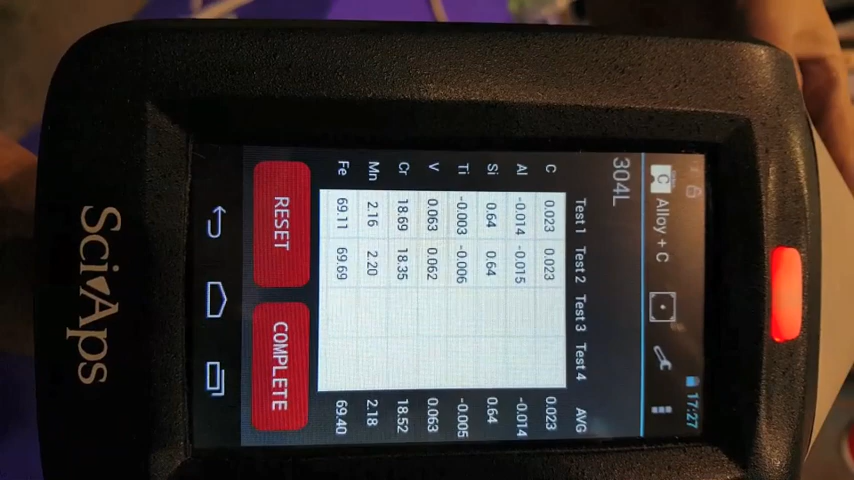 17:27
C Alloy + C
304L
Test 1 Test 2 Test 3 Test 4 AVG
C 0.023 0.023 0.023
Al -0.014 -0.015 -0.014
Si 0.64 0.64 0.64
Ti -0.003 -0.006 -0.005
V 0.063 0.062 0.063
Cr 18.69 18.35 18.52
Mn 2.16 2.20 2.18
Fe 69.11 69.69 69.40
RESET COMPLETE
SciAps